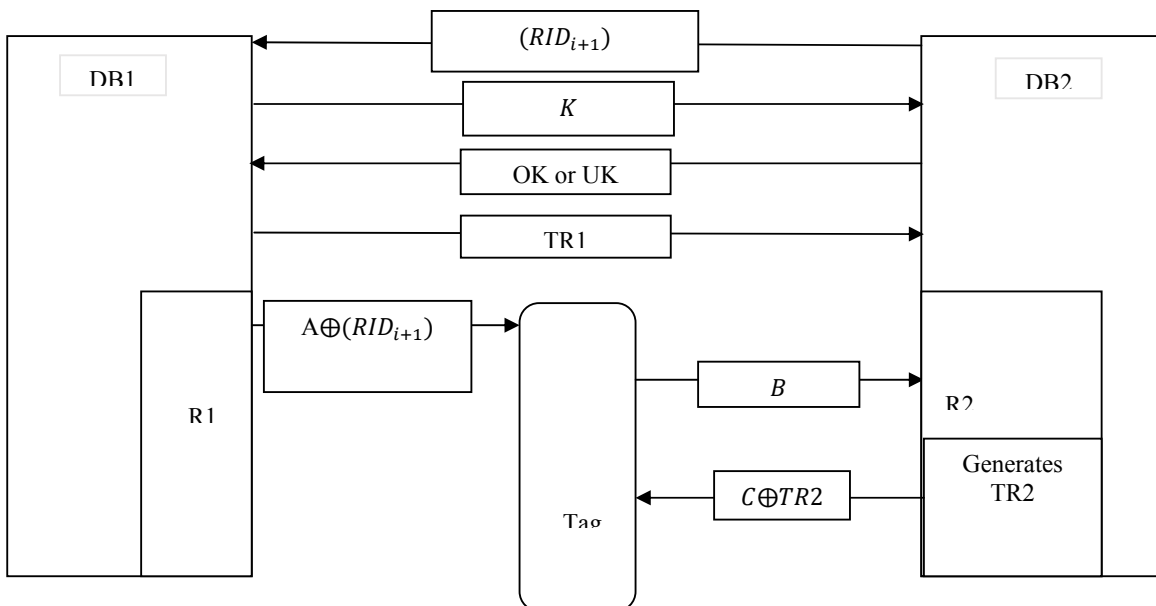 (RID_{i+1})
DB1
DB2
K
OK or UK
TR1
A⊕(RID_{i+1})
R1
B
R2
Generates
TR2
C⊕TR2
Tag